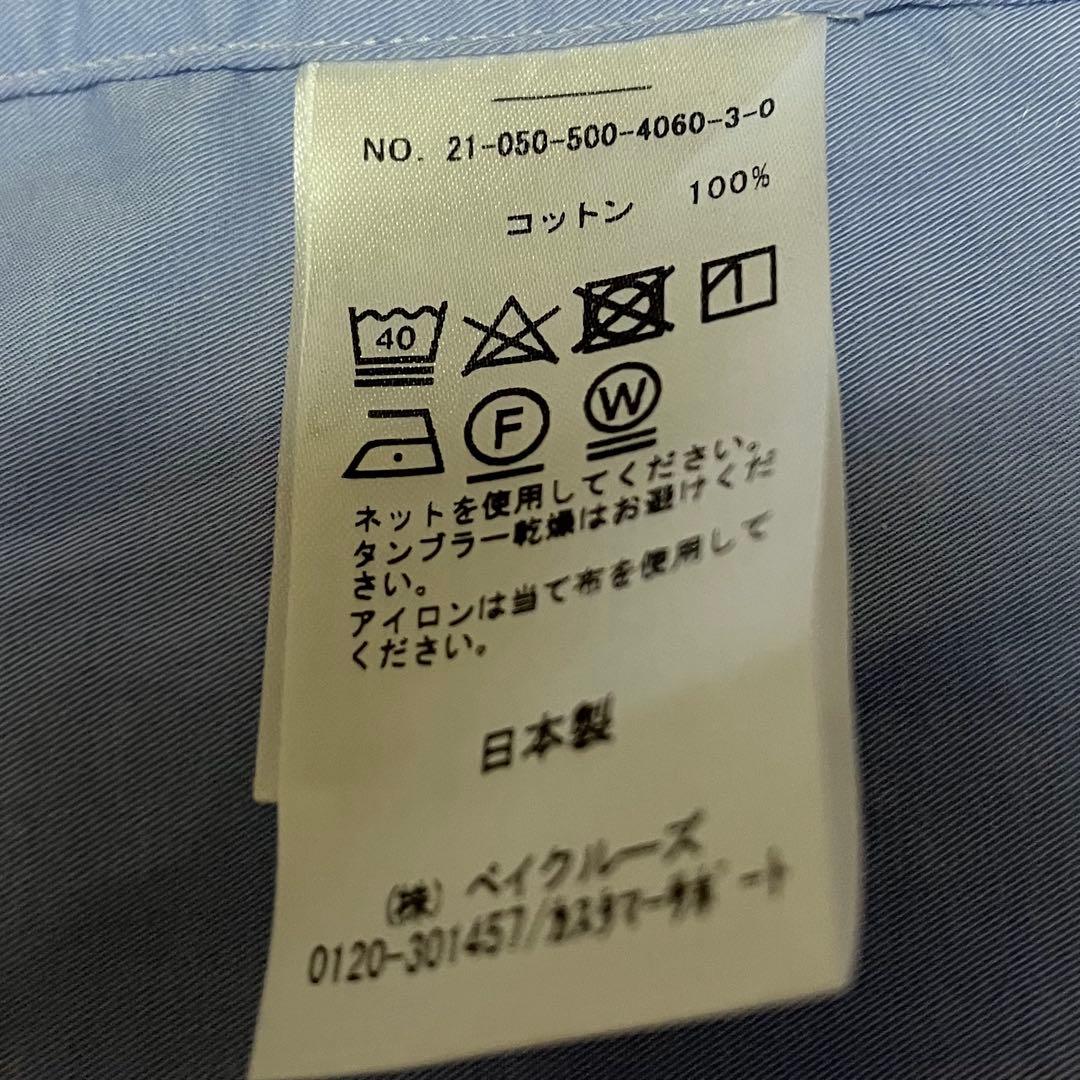 NO. 21-050-500-4060-3-0
コットン 100%
40
F W
ネットを使用してください。
タンブラー乾燥はお避けくだ
さい。
アイロンは当て布を使用して
ください。
日本製
(株) ベイクルーズ
0120-301457/カスタマーサポート